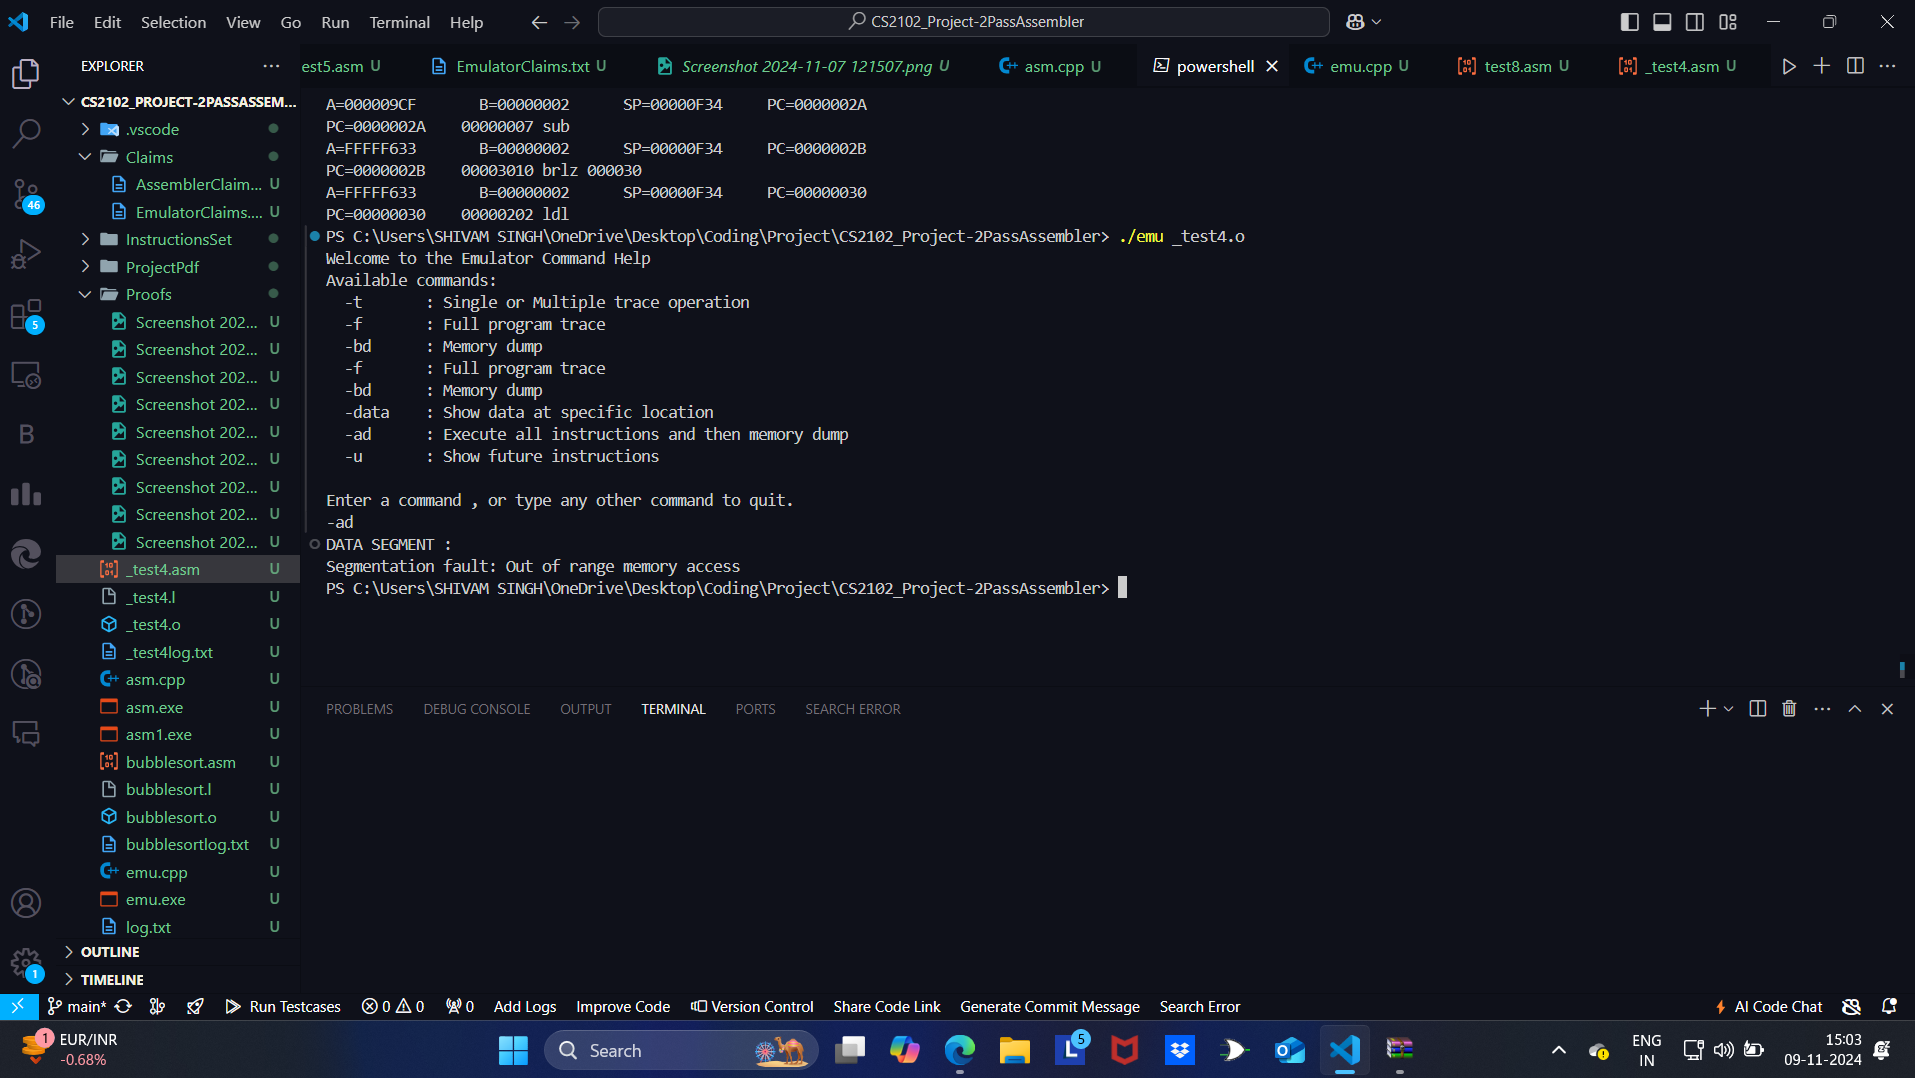 File Edit Selection View Go Run Terminal Help
CS2102_Project-2PassAssembler
EXPLORER
est5.asm U
EmulatorClaims.txt U
Screenshot 2024-11-07 121507.png U
asm.cpp U
powershell
emu.cpp U
test8.asm U
_test4.asm U
CS2102_PROJECT-2PASSASSEM...
.vscode
Claims
AssemblerClaim... U
EmulatorClaims.... U
InstructionsSet
ProjectPdf
Proofs
Screenshot 202... U
Screenshot 202... U
Screenshot 202... U
Screenshot 202... U
Screenshot 202... U
Screenshot 202... U
Screenshot 202... U
Screenshot 202... U
Screenshot 202... U
_test4.asm U
_test4.l U
_test4.o U
_test4log.txt U
asm.cpp U
asm.exe U
asm1.exe U
bubblesort.asm U
bubblesort.l U
bubblesort.o U
bubblesortlog.txt U
emu.cpp U
emu.exe U
log.txt U
OUTLINE
TIMELINE
46
5
B
1
A=000009CF B=00000002 SP=00000F34 PC=0000002A
PC=0000002A 00000007 sub
A=FFFFF633 B=00000002 SP=00000F34 PC=0000002B
PC=0000002B 00003010 brlz 000030
A=FFFFF633 B=00000002 SP=00000F34 PC=00000030
PC=00000030 00000202 ldl
PS C:\Users\SHIVAM SINGH\OneDrive\Desktop\Coding\Project\CS2102_Project-2PassAssembler> ./emu _test4.o
Welcome to the Emulator Command Help
Available commands:
-t : Single or Multiple trace operation
-f : Full program trace
-bd : Memory dump
-f : Full program trace
-bd : Memory dump
-data : Show data at specific location
-ad : Execute all instructions and then memory dump
-u : Show future instructions
Enter a command , or type any other command to quit.
-ad
DATA SEGMENT :
Segmentation fault: Out of range memory access
PS C:\Users\SHIVAM SINGH\OneDrive\Desktop\Coding\Project\CS2102_Project-2PassAssembler>
PROBLEMS DEBUG CONSOLE OUTPUT TERMINAL PORTS SEARCH ERROR
main* Run Testcases 0 0 0 Add Logs Improve Code Version Control Share Code Link Generate Commit Message Search Error AI Code Chat
1
EUR/INR
-0.68%
Search
L
5
ENG
IN
15:03
09-11-2024